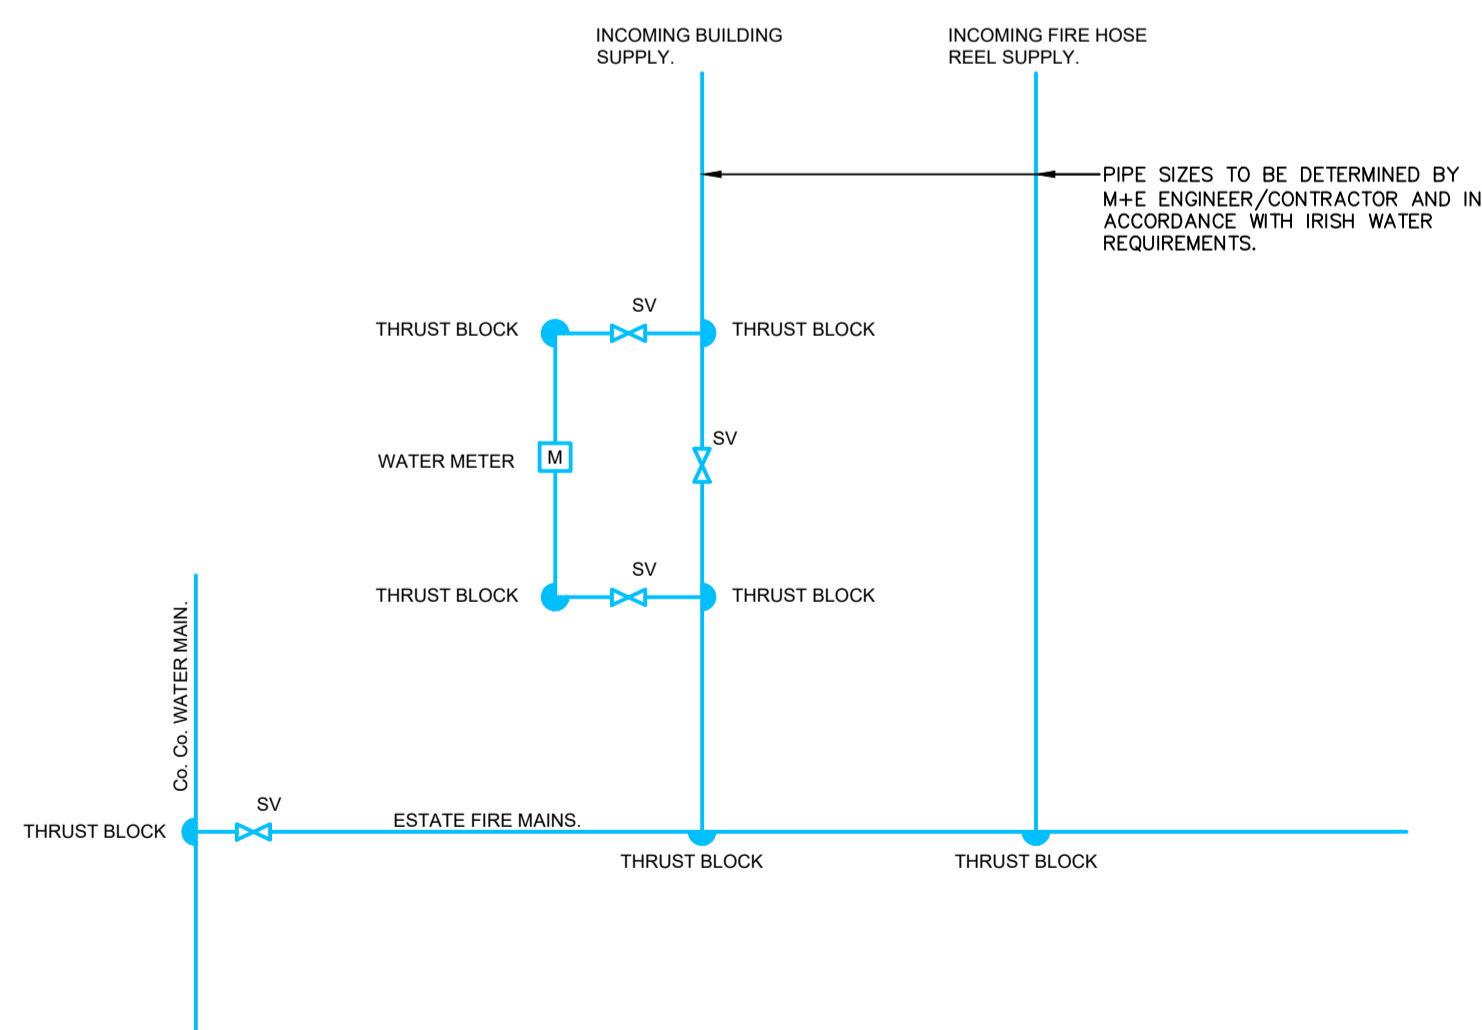 INCOMING BUILDING
SUPPLY.
INCOMING FIRE HOSE
REEL SUPPLY.
PIPE SIZES TO BE DETERMINED BY
M+E ENGINEER/CONTRACTOR AND IN
ACCORDANCE WITH IRISH WATER
REQUIREMENTS.
SV
THRUST BLOCK
THRUST BLOCK
SV
WATER METER
M
SV
THRUST BLOCK
THRUST BLOCK
Co. Co. WATER MAIN.
SV
ESTATE FIRE MAINS.
THRUST BLOCK
THRUST BLOCK
THRUST BLOCK